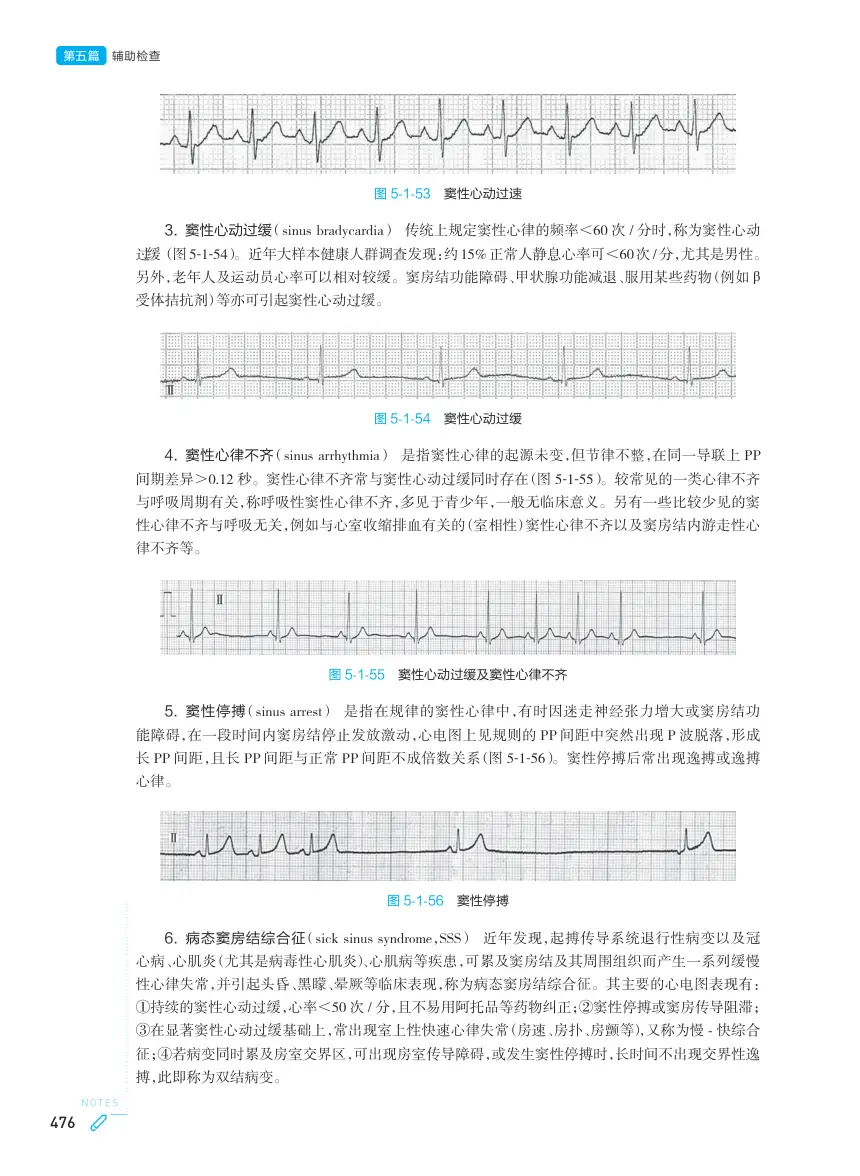 第五篇 辅助检查
图 5-1-53 窦性心动过速
3. 窦性心动过缓（sinus bradycardia） 传统上规定窦性心律的频率＜60 次 / 分时,称为窦性心动
过缓（图5-1-54）。近年大样本健康人群调查发现:约15% 正常人静息心率可＜60次 / 分,尤其是男性。
另外,老年人及运动员心率可以相对较缓。窦房结功能障碍、甲状腺功能减退、服用某些药物（例如 β
受体拮抗剂）等亦可引起窦性心动过缓。
Ⅱ
图 5-1-54 窦性心动过缓
4. 窦性心律不齐（sinus arrhythmia） 是指窦性心律的起源未变,但节律不整,在同一导联上 PP
间期差异＞0.12 秒。窦性心律不齐常与窦性心动过缓同时存在（图 5-1-55）。较常见的一类心律不齐
与呼吸周期有关,称呼吸性窦性心律不齐,多见于青少年,一般无临床意义。另有一些比较少见的窦
性心律不齐与呼吸无关,例如与心室收缩排血有关的（室相性）窦性心律不齐以及窦房结内游走性心
律不齐等。
Ⅱ
图 5-1-55 窦性心动过缓及窦性心律不齐
5. 窦性停搏（sinus arrest） 是指在规律的窦性心律中,有时因迷走神经张力增大或窦房结功
能障碍,在一段时间内窦房结停止发放激动,心电图上见规则的 PP 间距中突然出现 P 波脱落,形成
长 PP 间距,且长 PP 间距与正常 PP 间距不成倍数关系（图 5-1-56）。窦性停搏后常出现逸搏或逸搏
心律。
Ⅱ
图 5-1-56 窦性停搏
6. 病态窦房结综合征（sick sinus syndrome,SSS） 近年发现,起搏传导系统退行性病变以及冠
心病、心肌炎（尤其是病毒性心肌炎）、心肌病等疾患,可累及窦房结及其周围组织而产生一系列缓慢
性心律失常,并引起头昏、黑矇、晕厥等临床表现,称为病态窦房结综合征。其主要的心电图表现有:
①持续的窦性心动过缓,心率＜50 次 / 分,且不易用阿托品等药物纠正;②窦性停搏或窦房传导阻滞;
③在显著窦性心动过缓基础上,常出现室上性快速心律失常（房速、房扑、房颤等）,又称为慢 - 快综合
征;④若病变同时累及房室交界区,可出现房室传导障碍,或发生窦性停搏时,长时间不出现交界性逸
搏,此即称为双结病变。
NOTES
476